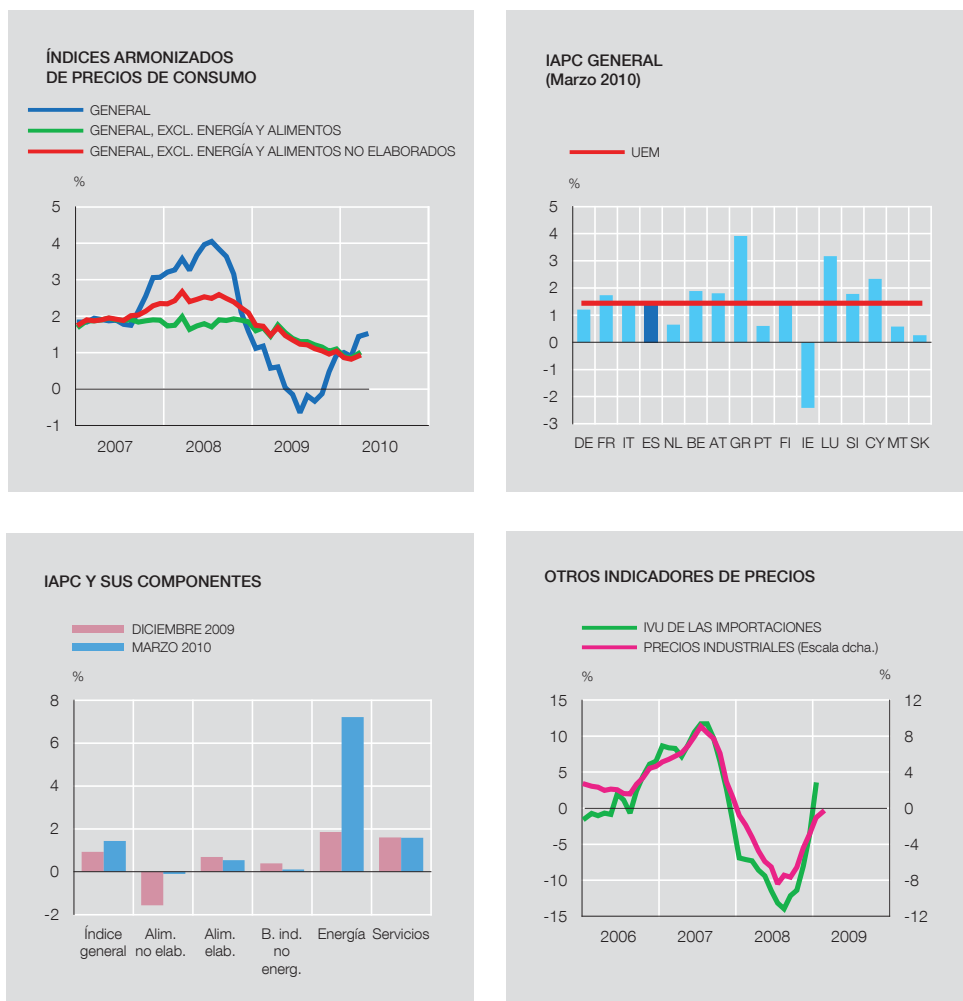 ÍNDICES ARMONIZADOS
DE PRECIOS DE CONSUMO
GENERAL
GENERAL, EXCL. ENERGÍA Y ALIMENTOS
GENERAL, EXCL. ENERGÍA Y ALIMENTOS NO ELABORADOS
%
5
4
3
2
1
0
-1
2007 2008 2009 2010
IAPC GENERAL
(Marzo 2010)
UEM
%
5
4
3
2
1
0
-1
-2
-3
DE FR IT ES NL BE AT GR PT FI IE LU SI CY MT SK
IAPC Y SUS COMPONENTES
DICIEMBRE 2009
MARZO 2010
%
8
6
4
2
0
-2
Índice Alim. Alim. B. ind. Energía Servicios
general no elab. elab. no
energ.
OTROS INDICADORES DE PRECIOS
IVU DE LAS IMPORTACIONES
PRECIOS INDUSTRIALES (Escala dcha.)
% %
15 12
10 8
5 4
0 0
-5 -4
-10 -8
-15 -12
2006 2007 2008 2009